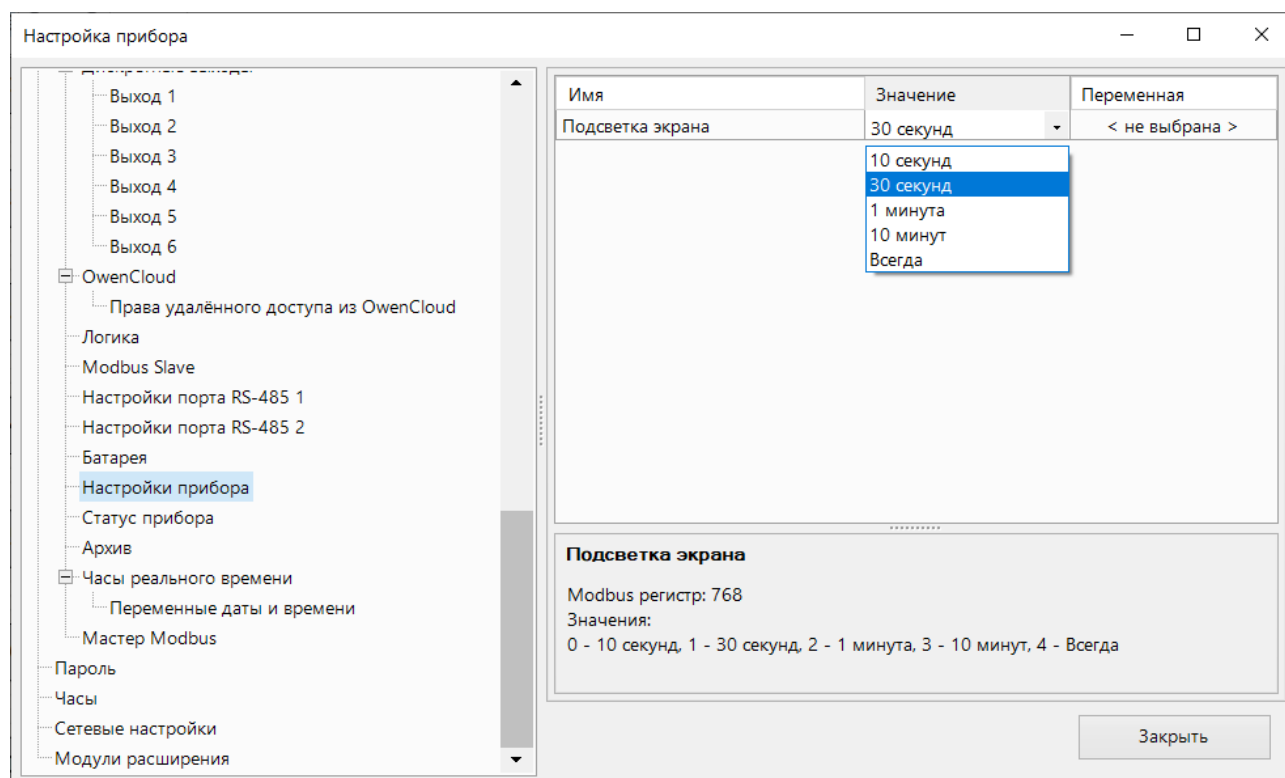 Настройка прибора
Выход 1
Выход 2
Выход 3
Выход 4
Выход 5
Выход 6
OwenCloud
Права удалённого доступа из OwenCloud
Логика
Modbus Slave
Настройки порта RS-485 1
Настройки порта RS-485 2
Батарея
Настройки прибора
Статус прибора
Архив
Часы реального времени
Переменные даты и времени
Мастер Modbus
Пароль
Часы
Сетевые настройки
Модули расширения
Имя Значение Переменная
Подсветка экрана 30 секунд < не выбрана >
10 секунд
30 секунд
1 минута
10 минут
Всегда
Подсветка экрана
Modbus регистр: 768
Значения:
0 - 10 секунд, 1 - 30 секунд, 2 - 1 минута, 3 - 10 минут, 4 - Всегда
Закрыть